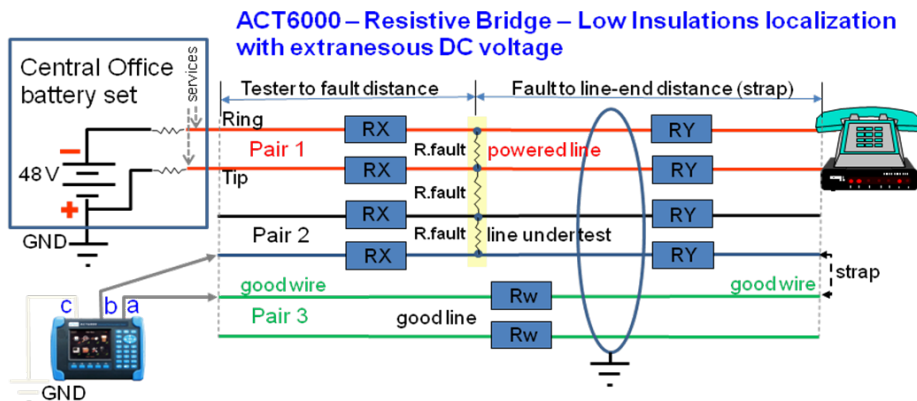 ACT6000 – Resistive Bridge – Low Insulations localization
with extranesous DC voltage
Central Office
battery set
services
48 V
GND
Tester to fault distance
Fault to line-end distance (strap)
Ring
RX
RY
Pair 1
R.fault
powered line
Tip
RX
RY
R.fault
RX
RY
Pair 2
R.fault
line undertest
RX
RY
strap
c b a
good wire
Rw
good wire
Pair 3
good line
Rw
GND